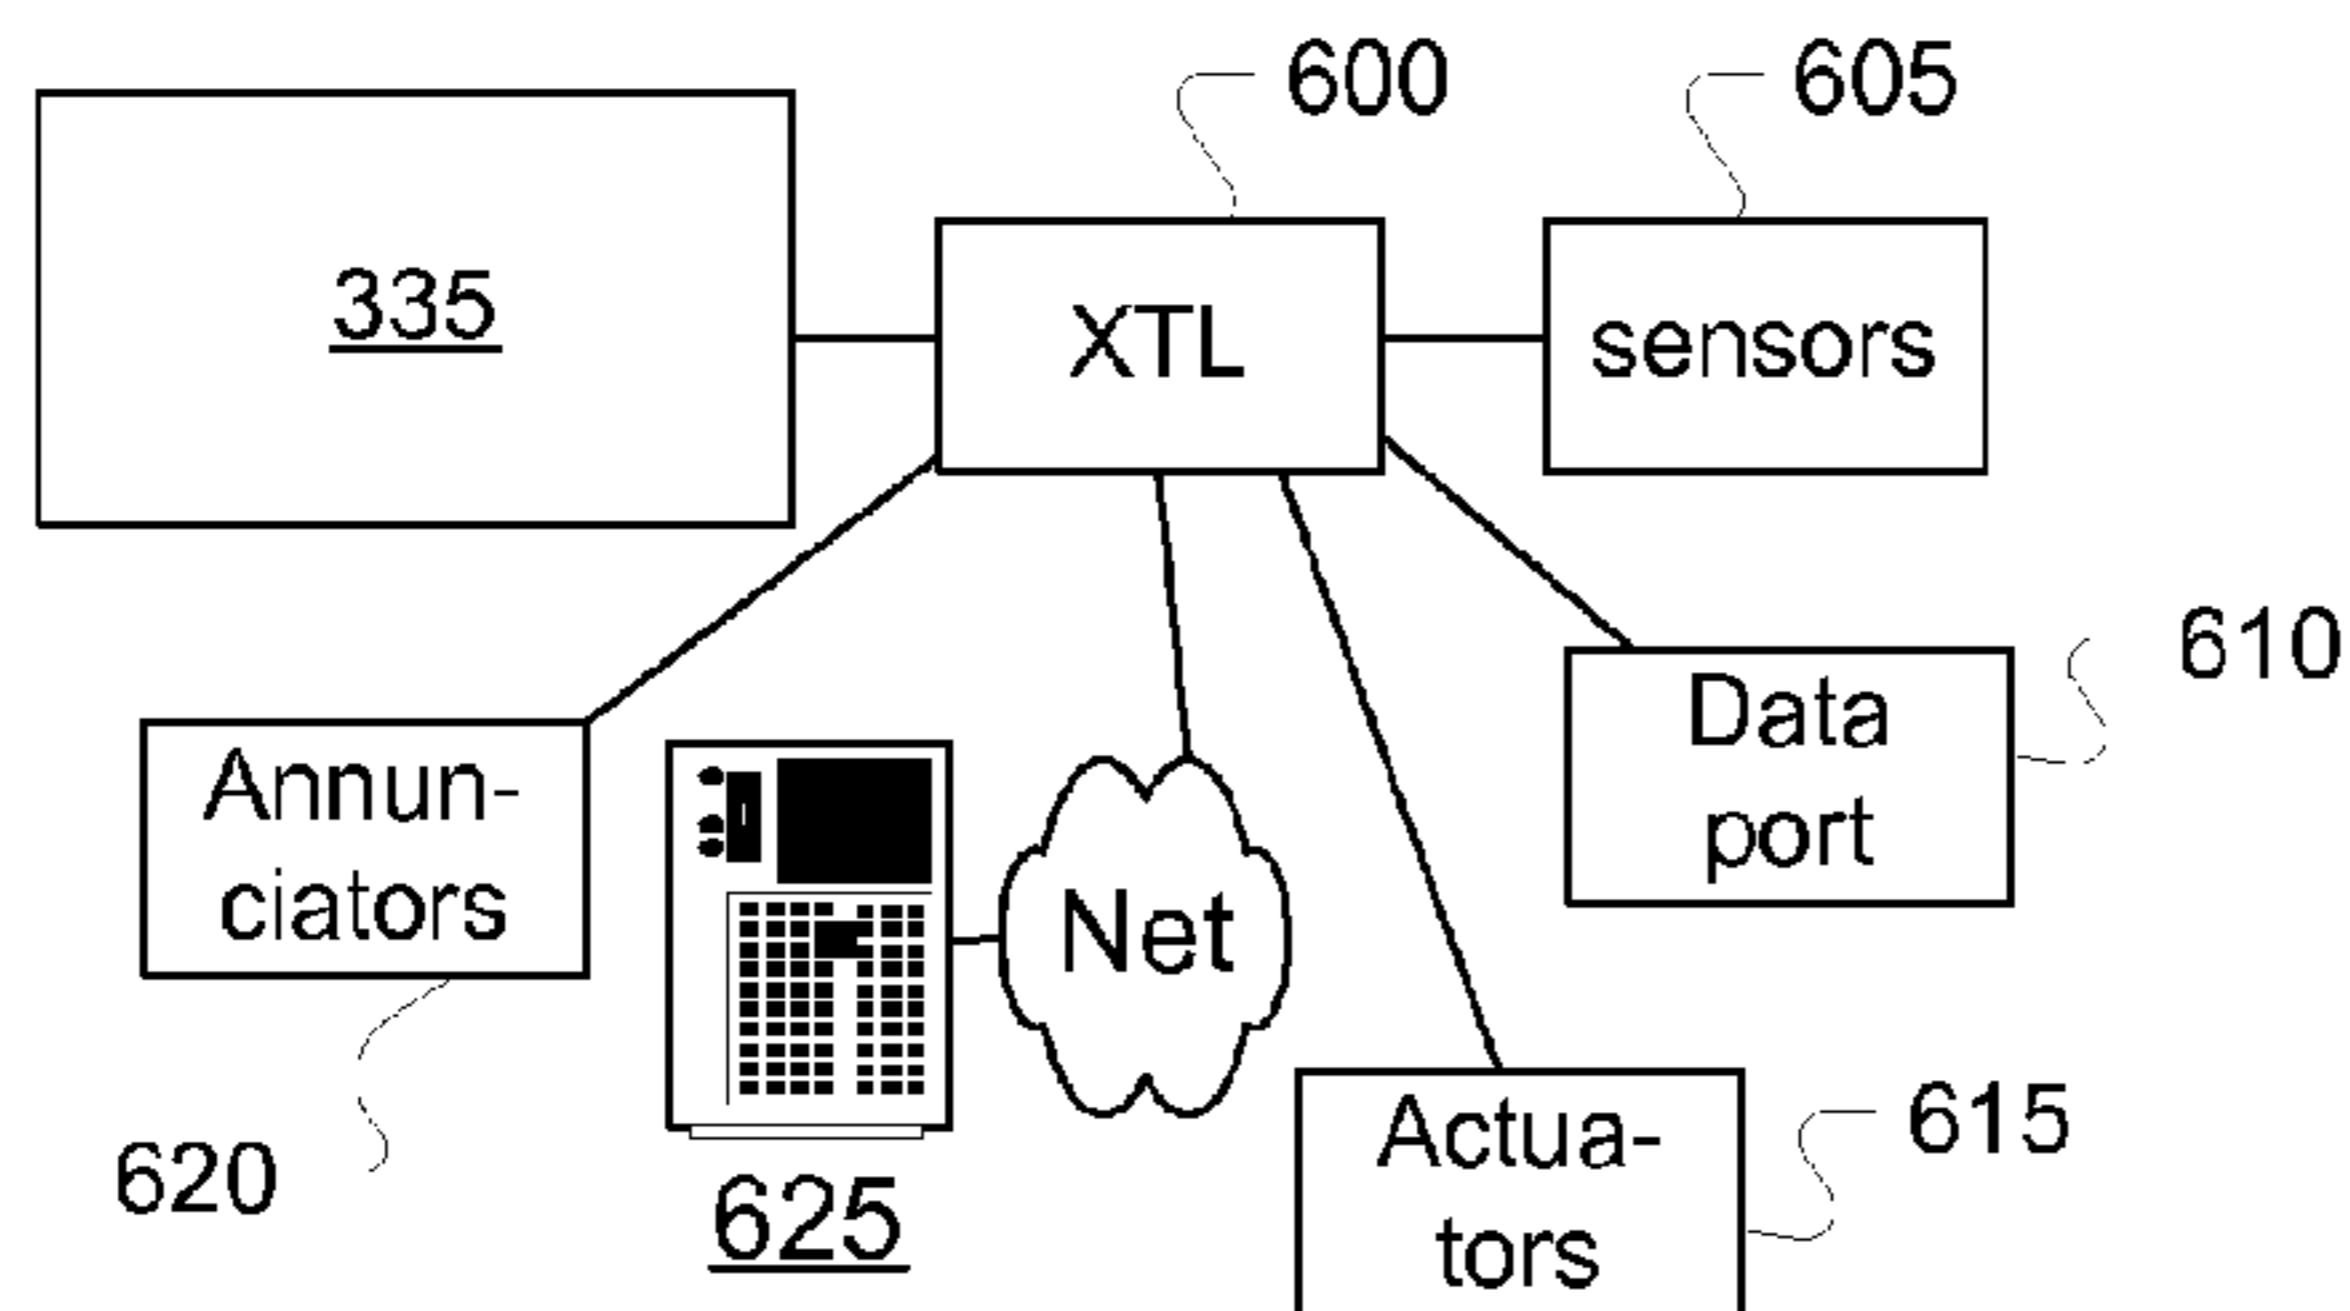 600
605
335
XTL
sensors
610
Data
port
Annun-
ciators
Net
620
625
Actua-
tors
615